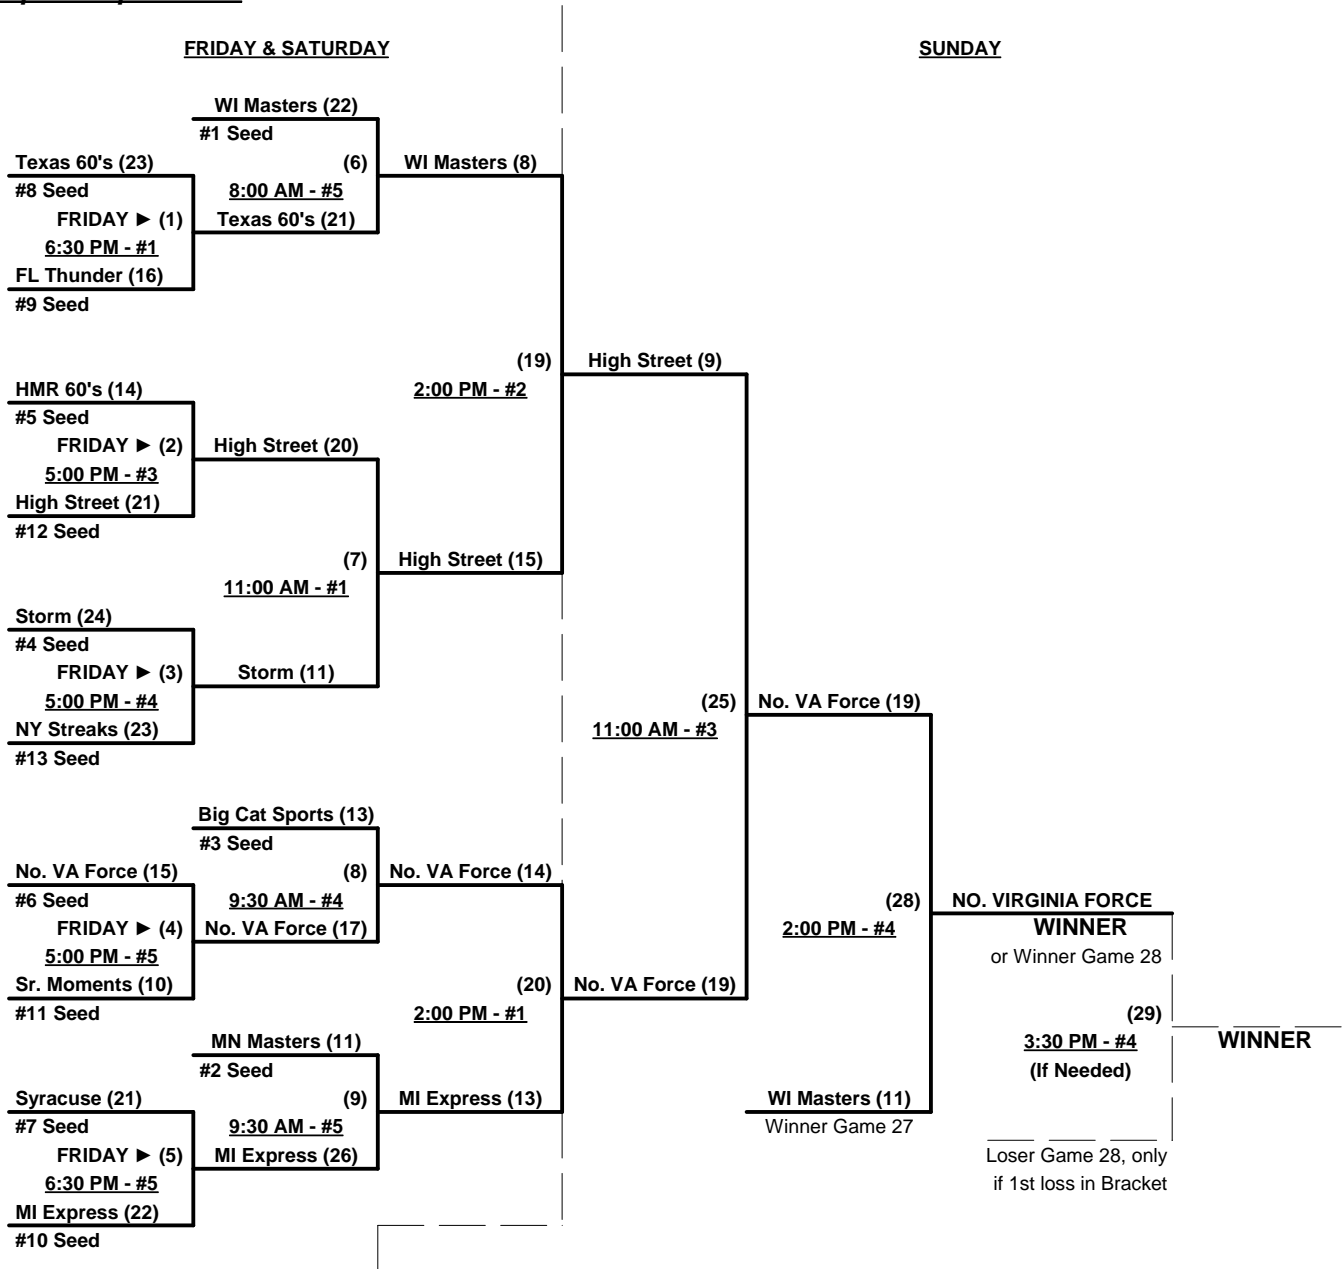 FRIDAY & SATURDAY
SUNDAY
WI Masters (22)
#1 Seed
Texas 60's (23)
(6)
WI Masters (8)
#8 Seed
8:00 AM - #5
FRIDAY ► (1)
Texas 60's (21)
6:30 PM - #1
FL Thunder (16)
#9 Seed
(19)
High Street (9)
HMR 60's (14)
2:00 PM - #2
#5 Seed
FRIDAY ► (2)
High Street (20)
5:00 PM - #3
High Street (21)
#12 Seed
(7)
High Street (15)
11:00 AM - #1
Storm (24)
#4 Seed
FRIDAY ► (3)
Storm (11)
5:00 PM - #4
(25)
No. VA Force (19)
NY Streaks (23)
11:00 AM - #3
#13 Seed
Big Cat Sports (13)
#3 Seed
No. VA Force (15)
(8)
No. VA Force (14)
#6 Seed
9:30 AM - #4
(28)
NO. VIRGINIA FORCE
FRIDAY ► (4)
No. VA Force (17)
2:00 PM - #4
WINNER
5:00 PM - #5
or Winner Game 28
Sr. Moments (10)
(20)
No. VA Force (19)
#11 Seed
2:00 PM - #1
(29)
MN Masters (11)
3:30 PM - #4
WINNER
#2 Seed
(If Needed)
Syracuse (21)
(9)
MI Express (13)
WI Masters (11)
#7 Seed
9:30 AM - #5
Winner Game 27
FRIDAY ► (5)
MI Express (26)
Loser Game 28, only
6:30 PM - #5
if 1st loss in Bracket
MI Express (22)
#10 Seed